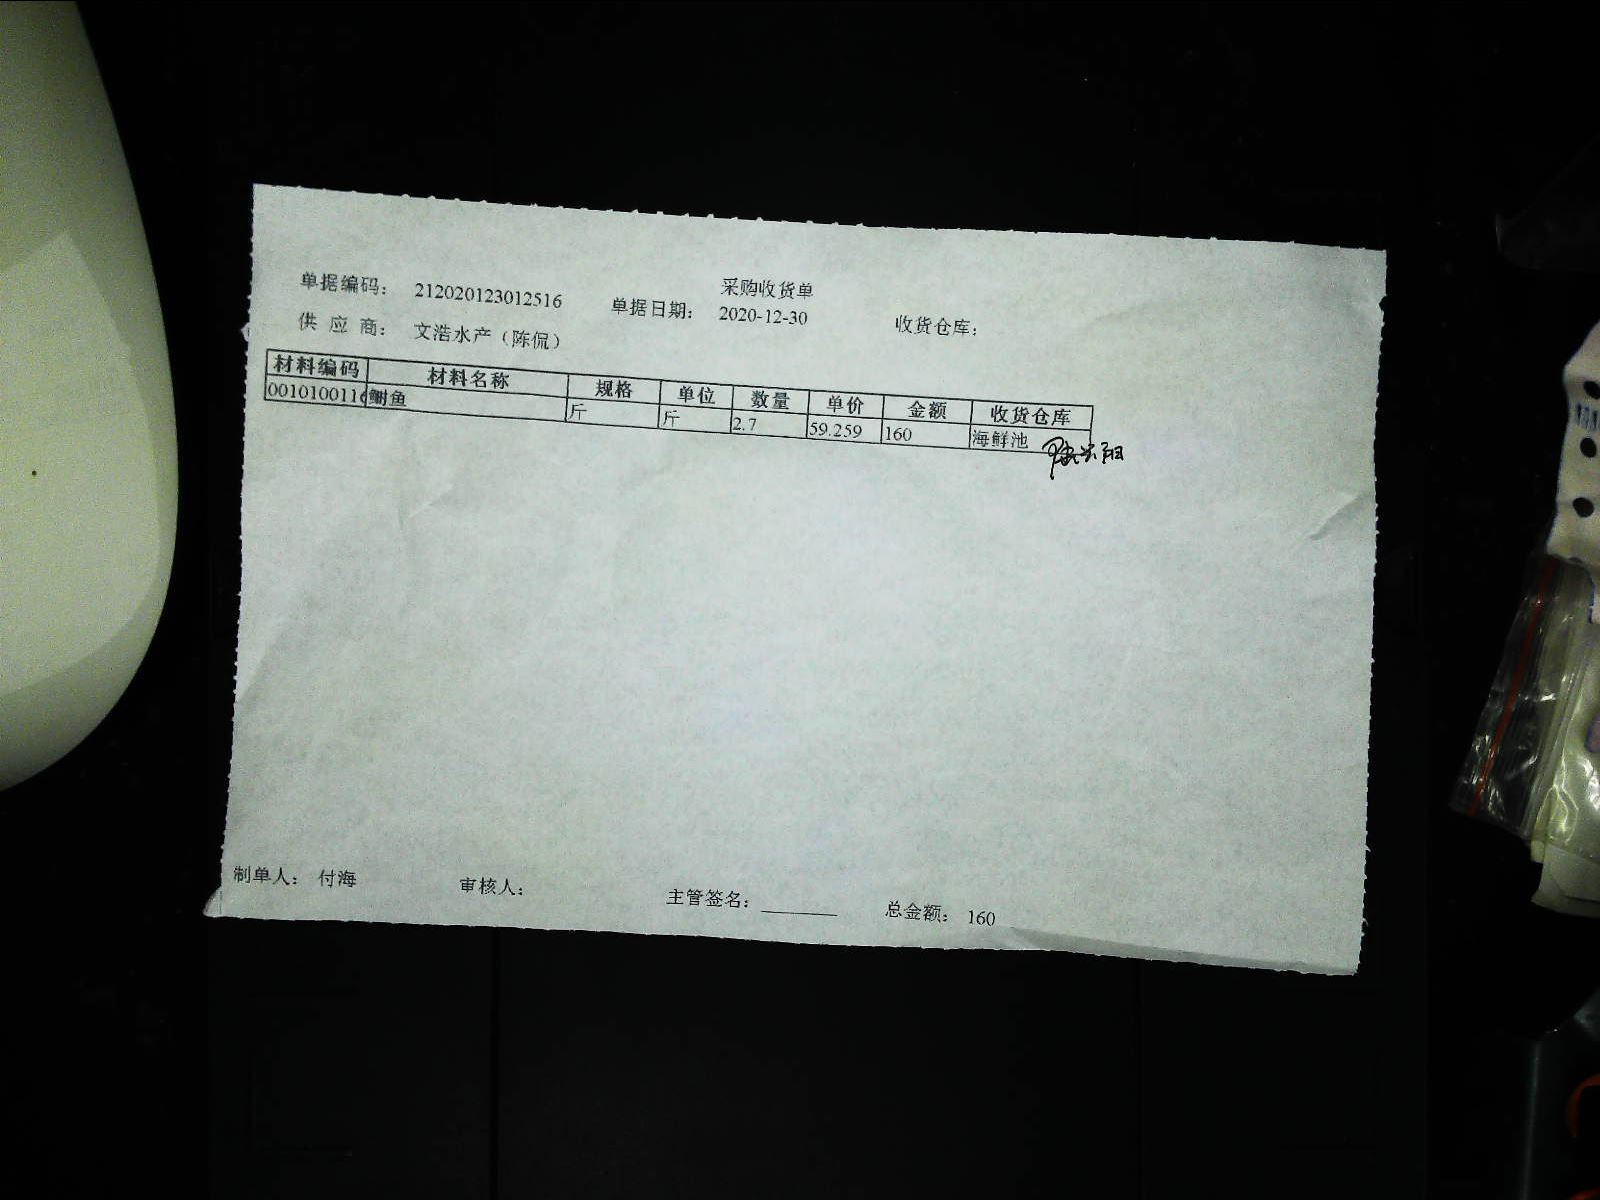 采购收货单
单据编码： 212020123012516 单据日期： 2020-12-30 收货仓库：
供 应 商： 文浩水产（陈侃）
材料编码 材料名称 规格 单位 数量 单价 金额 收货仓库
0010100116 鲥鱼 斤 斤 2.7 59.259 160 海鲜池
制单人： 付海 审核人： 主管签名： 总金额： 160